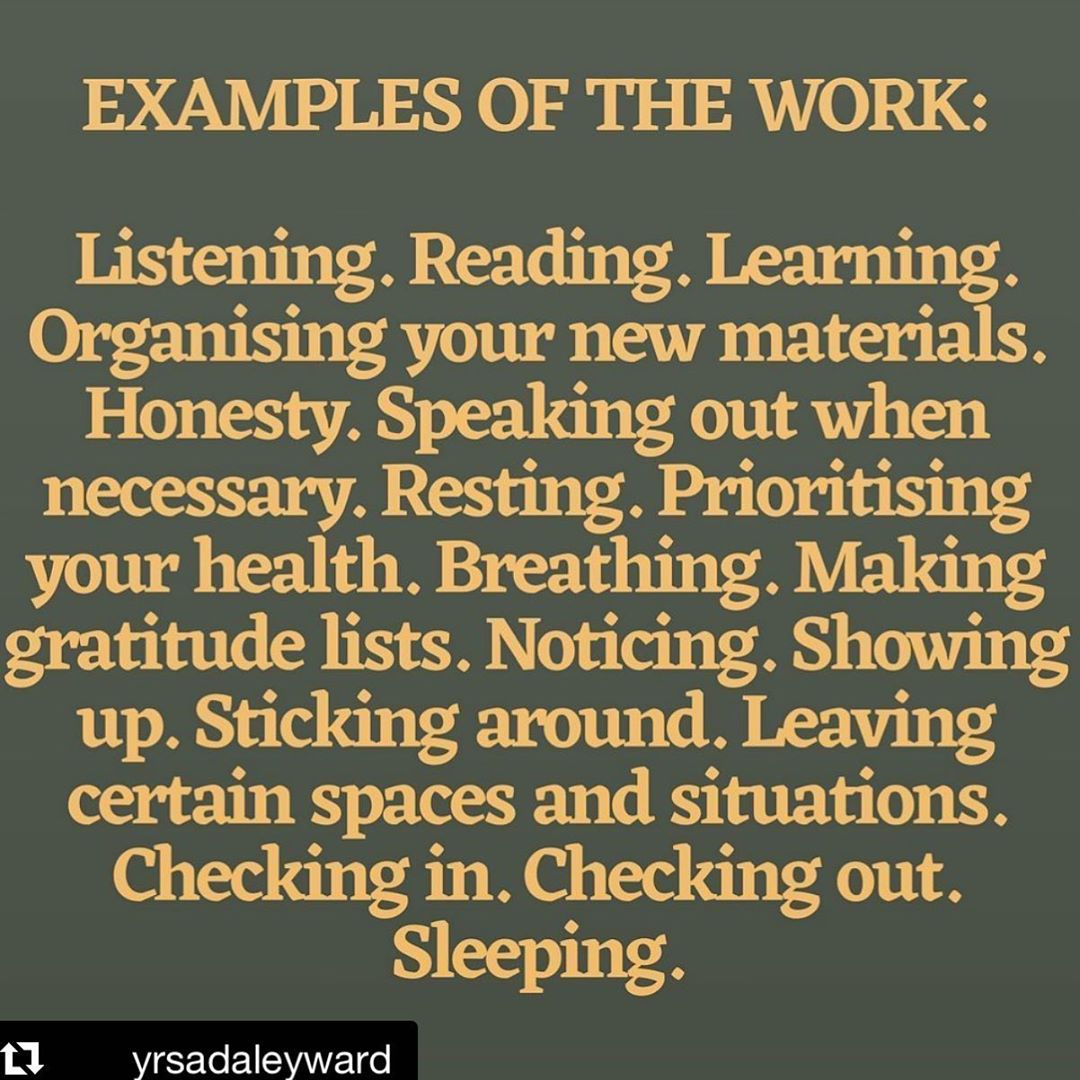 EXAMPLES OF THE WORK:
Listening. Reading. Learning.
Organising your new materials.
Honesty. Speaking out when
necessary. Resting. Prioritising
your health. Breathing. Making
gratitude lists. Noticing. Showing
up. Sticking around. Leaving
certain spaces and situations.
Checking in. Checking out.
Sleeping.
yrsadaleyward